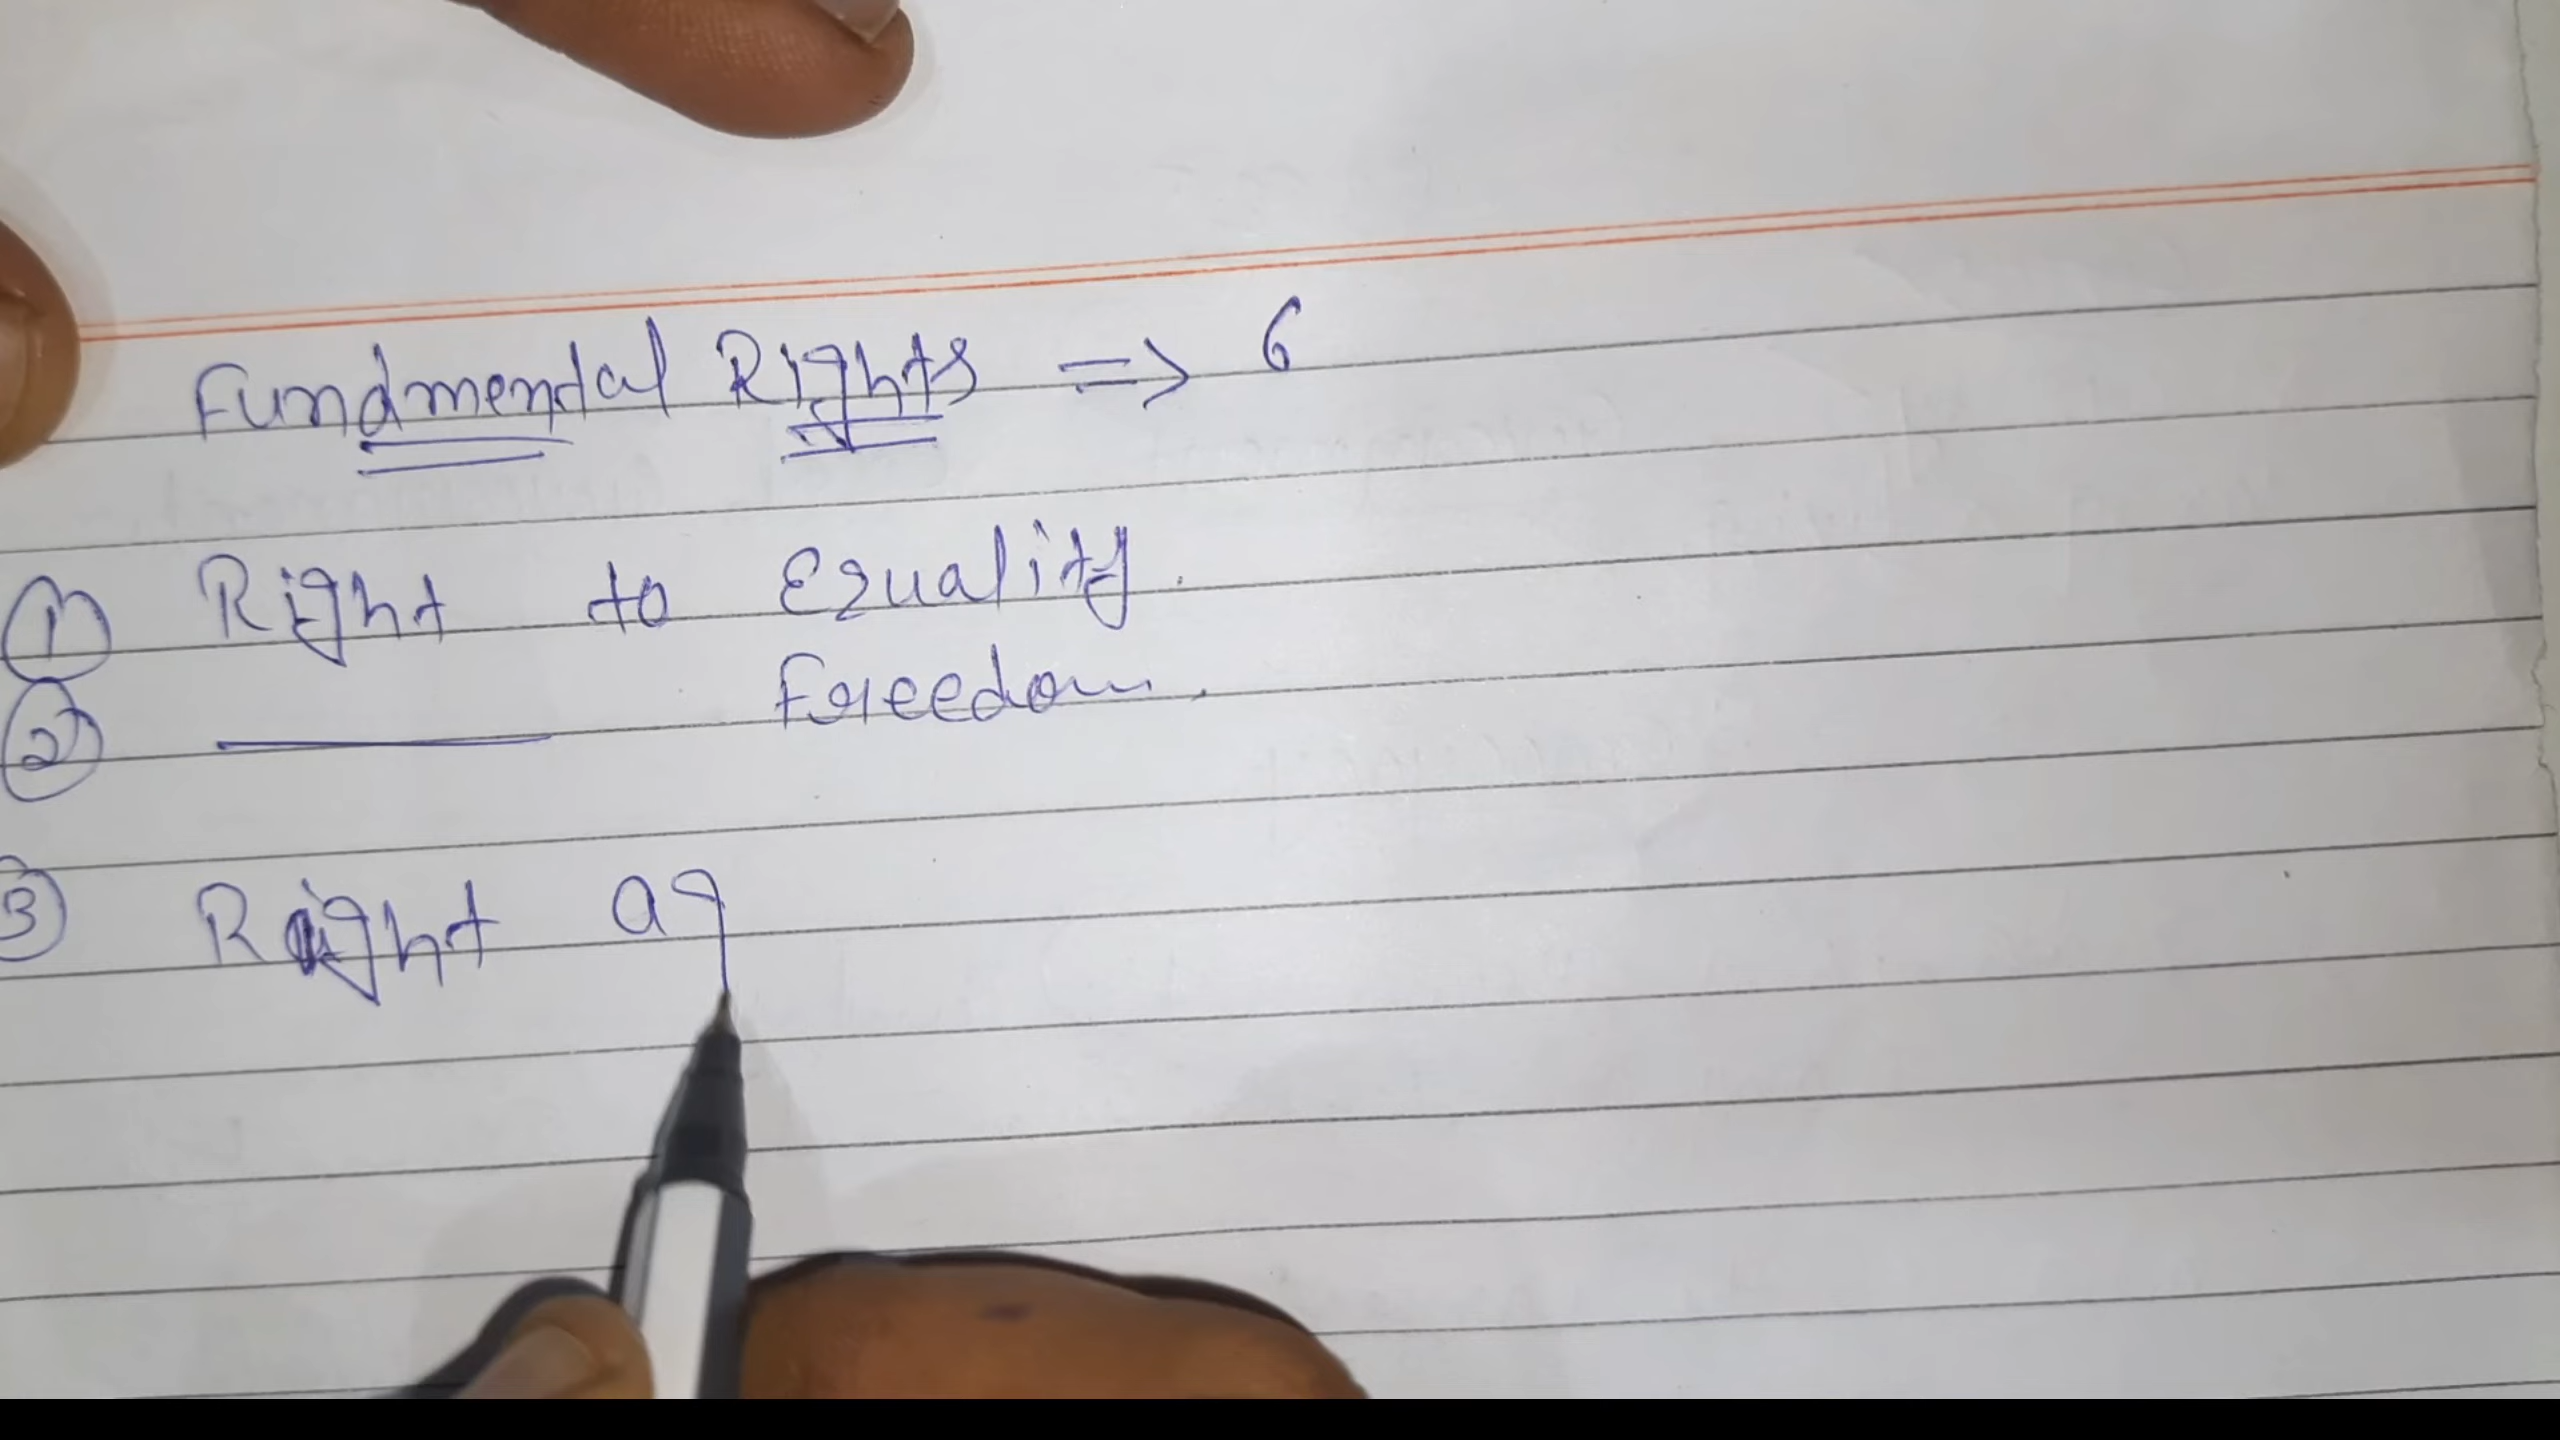 Fundmental Rights => 6
① Right to Equality.
② ——— Freedom.
③ Right ag